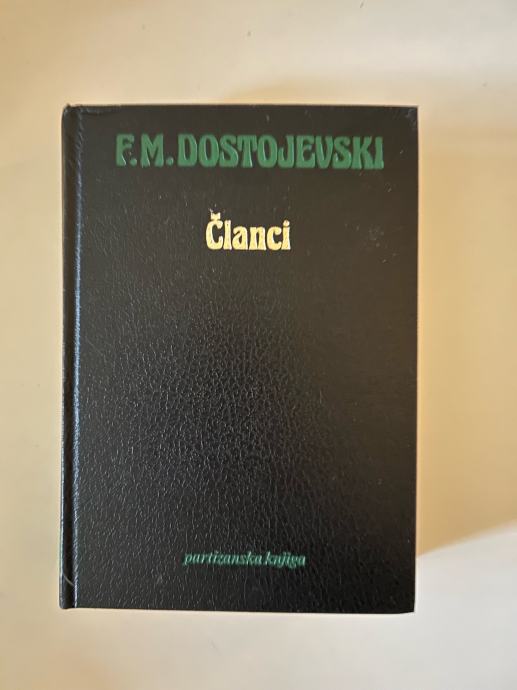 F.M. DOSTOJEVSKI
Članci
partizanska knjiga